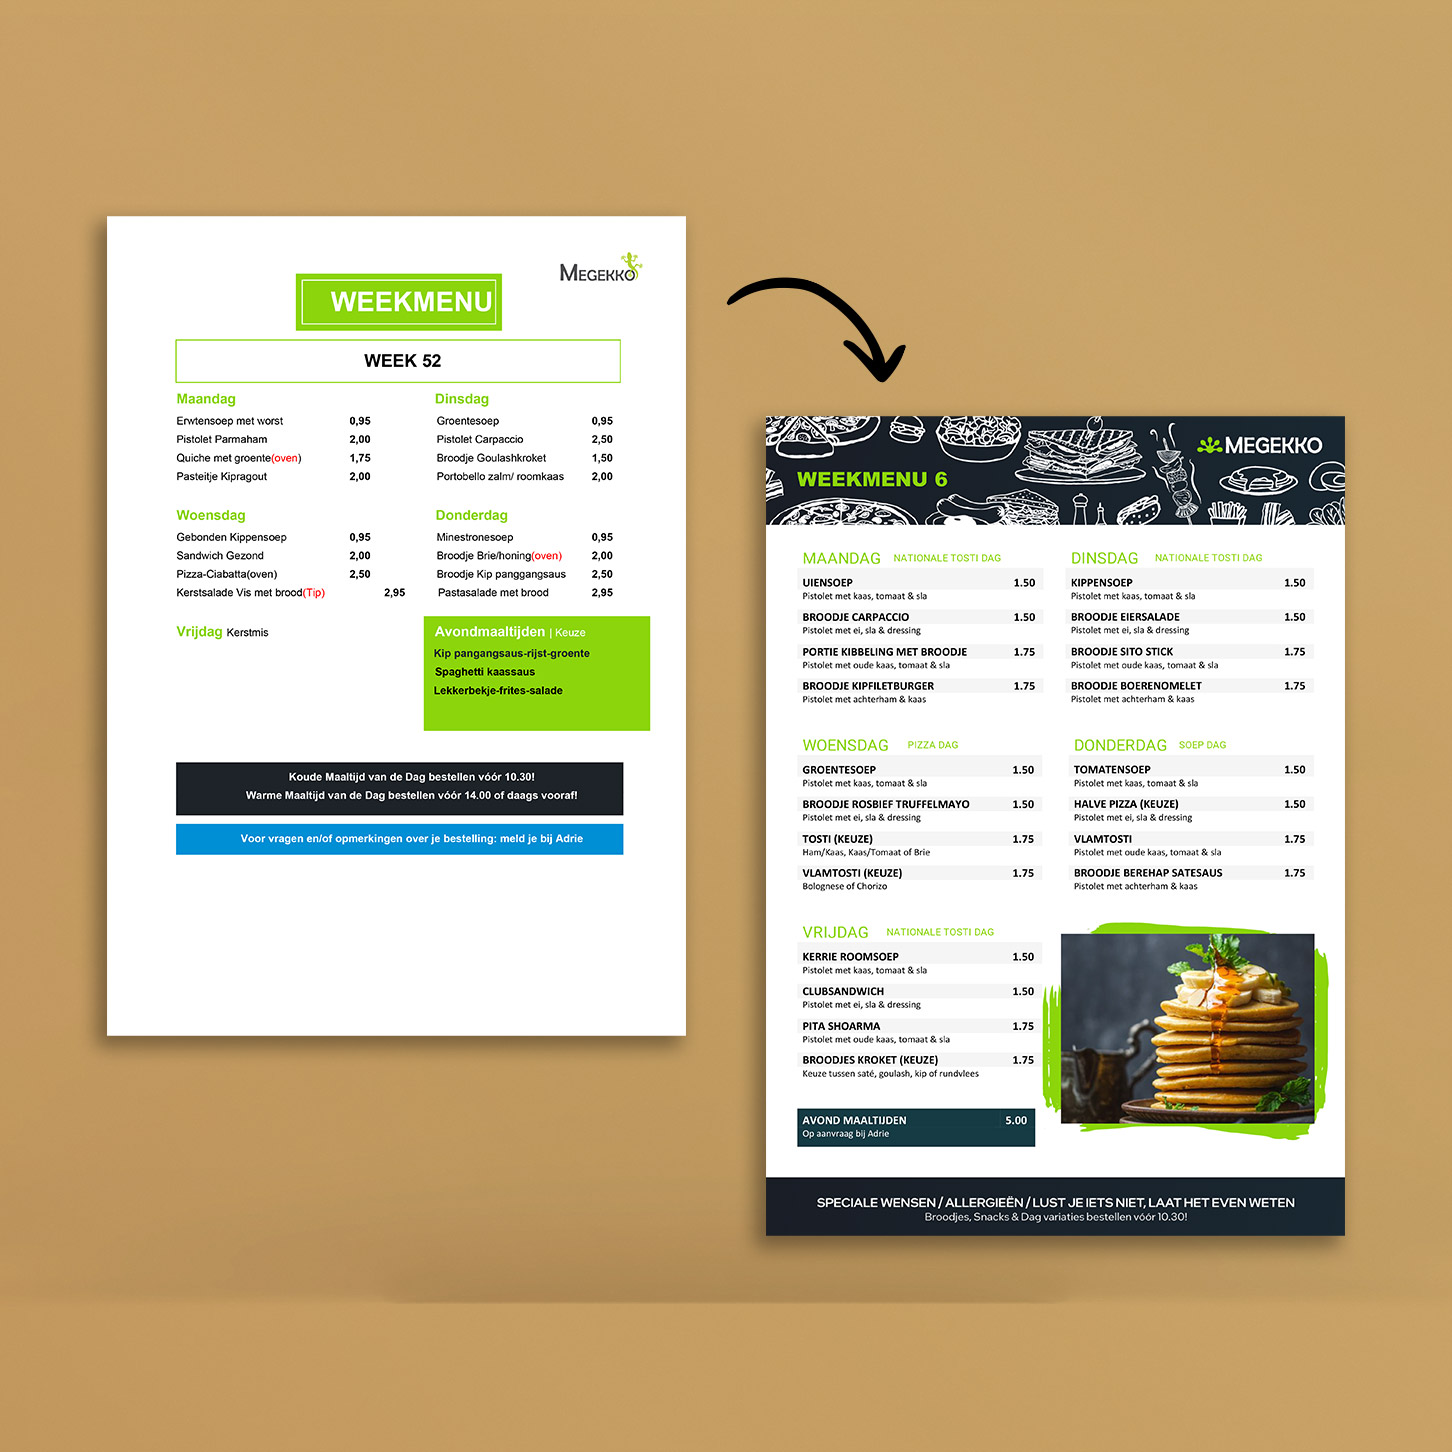 MEGEKKO
WEEKMENU
WEEK 52
Maandag
Erwtensoep met worst 0,95
Pistolet Parmaham 2,00
Quiche met groente(oven) 1,75
Pasteitje Kipragout 2,00
Dinsdag
Groentesoep 0,95
Pistolet Carpaccio 2,50
Broodje Goulashkroket 1,50
Portobello zalm/ roomkaas 2,00
Woensdag
Gebonden Kippensoep 0,95
Sandwich Gezond 2,00
Pizza-Ciabatta(oven) 2,50
Kerstsalade Vis met brood(Tip) 2,95
Donderdag
Minestronesoep 0,95
Broodje Brie/honing(oven) 2,00
Broodje Kip panggangsaus 2,50
Pastasalade met brood 2,95
Vrijdag Kerstmis
Avondmaaltijden | Keuze
Kip pangangsaus-rijst-groente
Spaghetti kaassaus
Lekkerbekje-frites-salade
Koude Maaltijd van de Dag bestellen vóór 10.30!
Warme Maaltijd van de Dag bestellen vóór 14.00 of daags vooraf!
Voor vragen en/of opmerkingen over je bestelling: meld je bij Adrie
MEGEKKO
WEEKMENU 6
MAANDAG NATIONALE TOSTI DAG
UIENSOEP 1.50
Pistolet met kaas, tomaat & sla
BROODJE CARPACCIO 1.50
Pistolet met ei, sla & dressing
PORTIE KIBBELING MET BROODJE 1.75
Pistolet met oude kaas, tomaat & sla
BROODJE KIPFILETBURGER 1.75
Pistolet met achterham & kaas
DINSDAG NATIONALE TOSTI DAG
KIPPENSOEP 1.50
Pistolet met kaas, tomaat & sla
BROODJE EIERSALADE 1.50
Pistolet met ei, sla & dressing
BROODJE SITO STICK 1.75
Pistolet met oude kaas, tomaat & sla
BROODJE BOERENOMELET 1.75
Pistolet met achterham & kaas
WOENSDAG PIZZA DAG
GROENTESOEP 1.50
Pistolet met kaas, tomaat & sla
BROODJE ROSBIEF TRUFFELMAYO 1.50
Pistolet met ei, sla & dressing
TOSTI (KEUZE) 1.75
Ham/Kaas, Kaas/Tomaat of Brie
VLAMTOSTI (KEUZE) 1.75
Bolognese of Chorizo
DONDERDAG SOEP DAG
TOMATENSOEP 1.50
Pistolet met kaas, tomaat & sla
HALVE PIZZA (KEUZE) 1.50
Pistolet met ei, sla & dressing
VLAMTOSTI 1.75
Pistolet met oude kaas, tomaat & sla
BROODJE BEREHAP SATESAUS 1.75
Pistolet met achterham & kaas
VRIJDAG NATIONALE TOSTI DAG
KERRIE ROOMSOEP 1.50
Pistolet met kaas, tomaat & sla
CLUBSANDWICH 1.50
Pistolet met ei, sla & dressing
PITA SHOARMA 1.75
Pistolet met oude kaas, tomaat & sla
BROODJES KROKET (KEUZE) 1.75
Keuze tussen saté, goulash, kip of rundvlees
AVOND MAALTIJDEN 5.00
Op aanvraag bij Adrie
SPECIALE WENSEN / ALLERGIEËN / LUST JE IETS NIET, LAAT HET EVEN WETEN
Broodjes, Snacks & Dag variaties bestellen vóór 10.30!